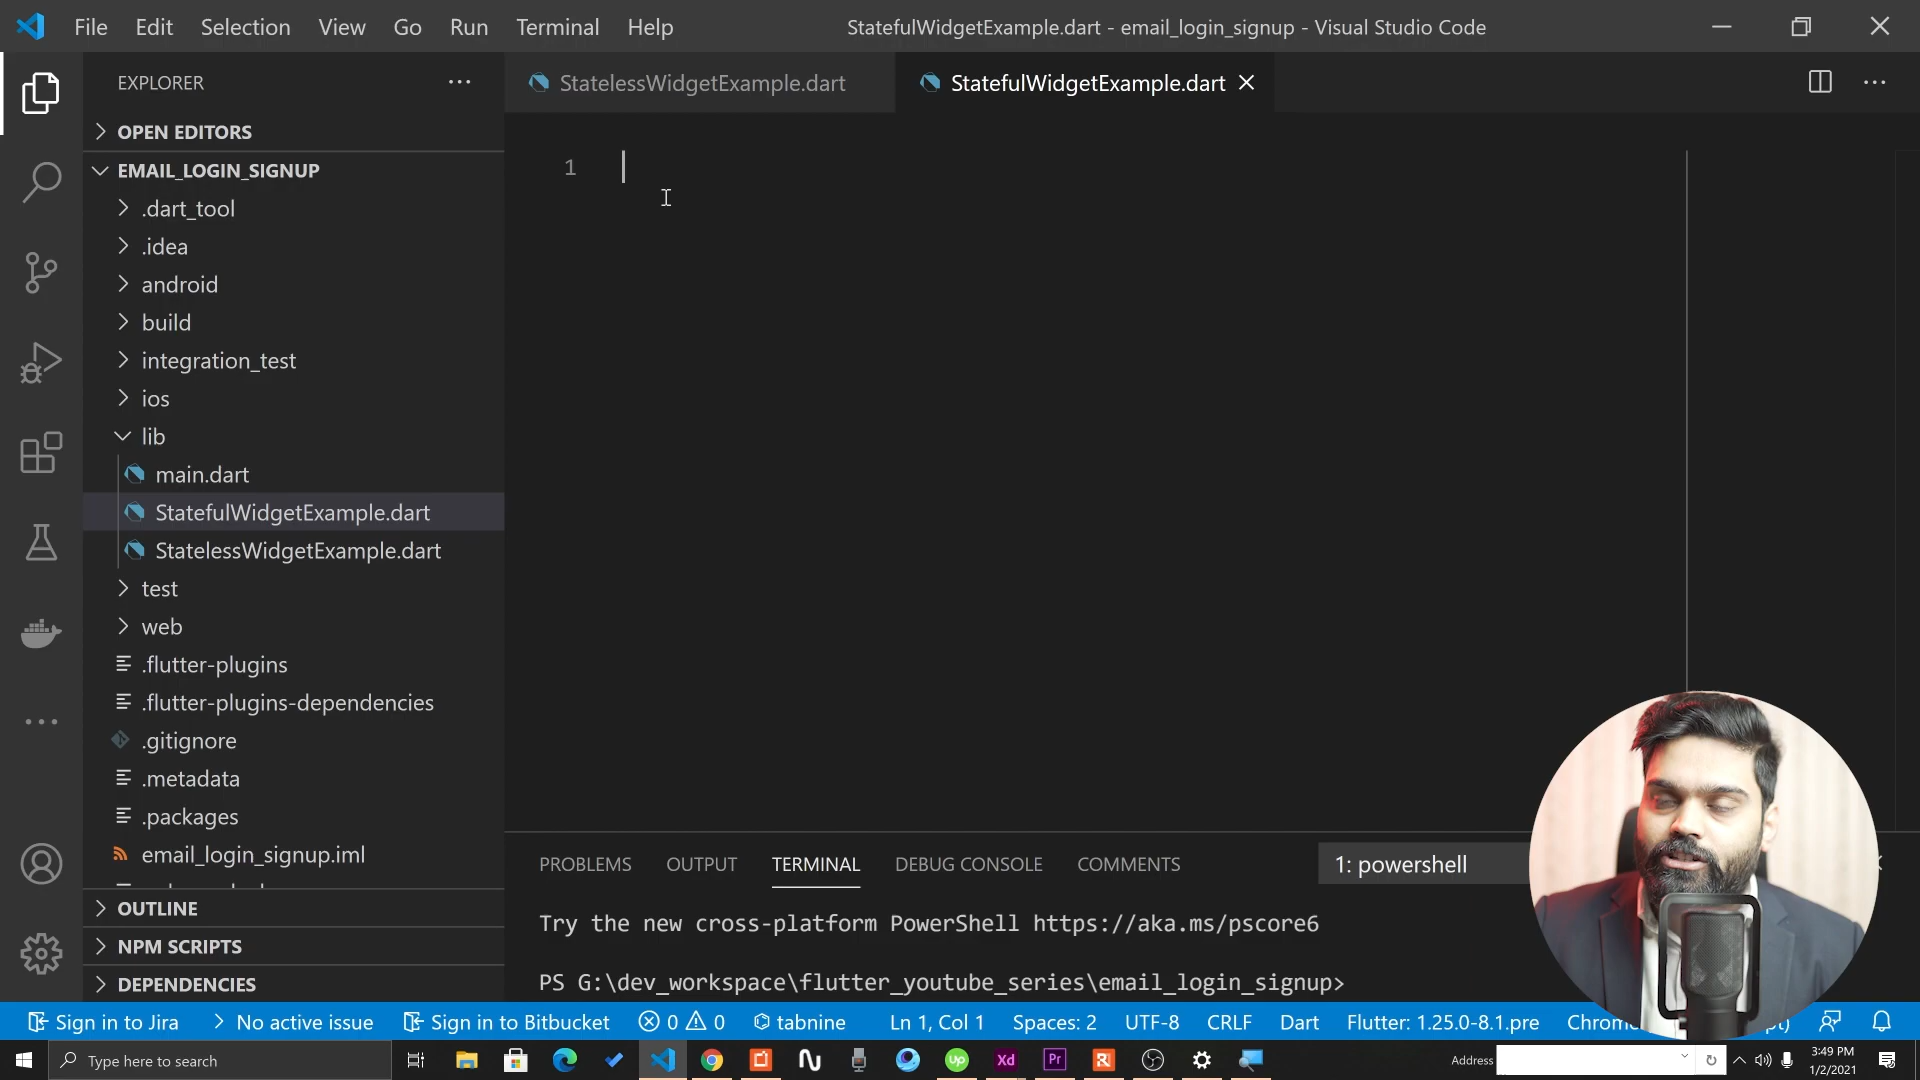 File Edit Selection View Go Run Terminal Help
StatefulWidgetExample.dart - email_login_signup - Visual Studio Code
EXPLORER
StatelessWidgetExample.dart
StatefulWidgetExample.dart
OPEN EDITORS
EMAIL_LOGIN_SIGNUP
1
.dart_tool
.idea
android
build
integration_test
ios
lib
main.dart
StatefulWidgetExample.dart
StatelessWidgetExample.dart
test
web
.flutter-plugins
.flutter-plugins-dependencies
.gitignore
.metadata
.packages
email_login_signup.iml
OUTLINE
NPM SCRIPTS
DEPENDENCIES
PROBLEMS OUTPUT TERMINAL DEBUG CONSOLE COMMENTS
1: powershell
Try the new cross-platform PowerShell https://aka.ms/pscore6
PS G:\dev_workspace\flutter_youtube_series\email_login_signup>
Sign in to Jira No active issue Sign in to Bitbucket 0 0 tabnine Ln 1, Col 1 Spaces: 2 UTF-8 CRLF Dart Flutter: 1.25.0-8.1.pre
Type here to search
Up Xd Pr
Address
3:49 PM
1/2/2021